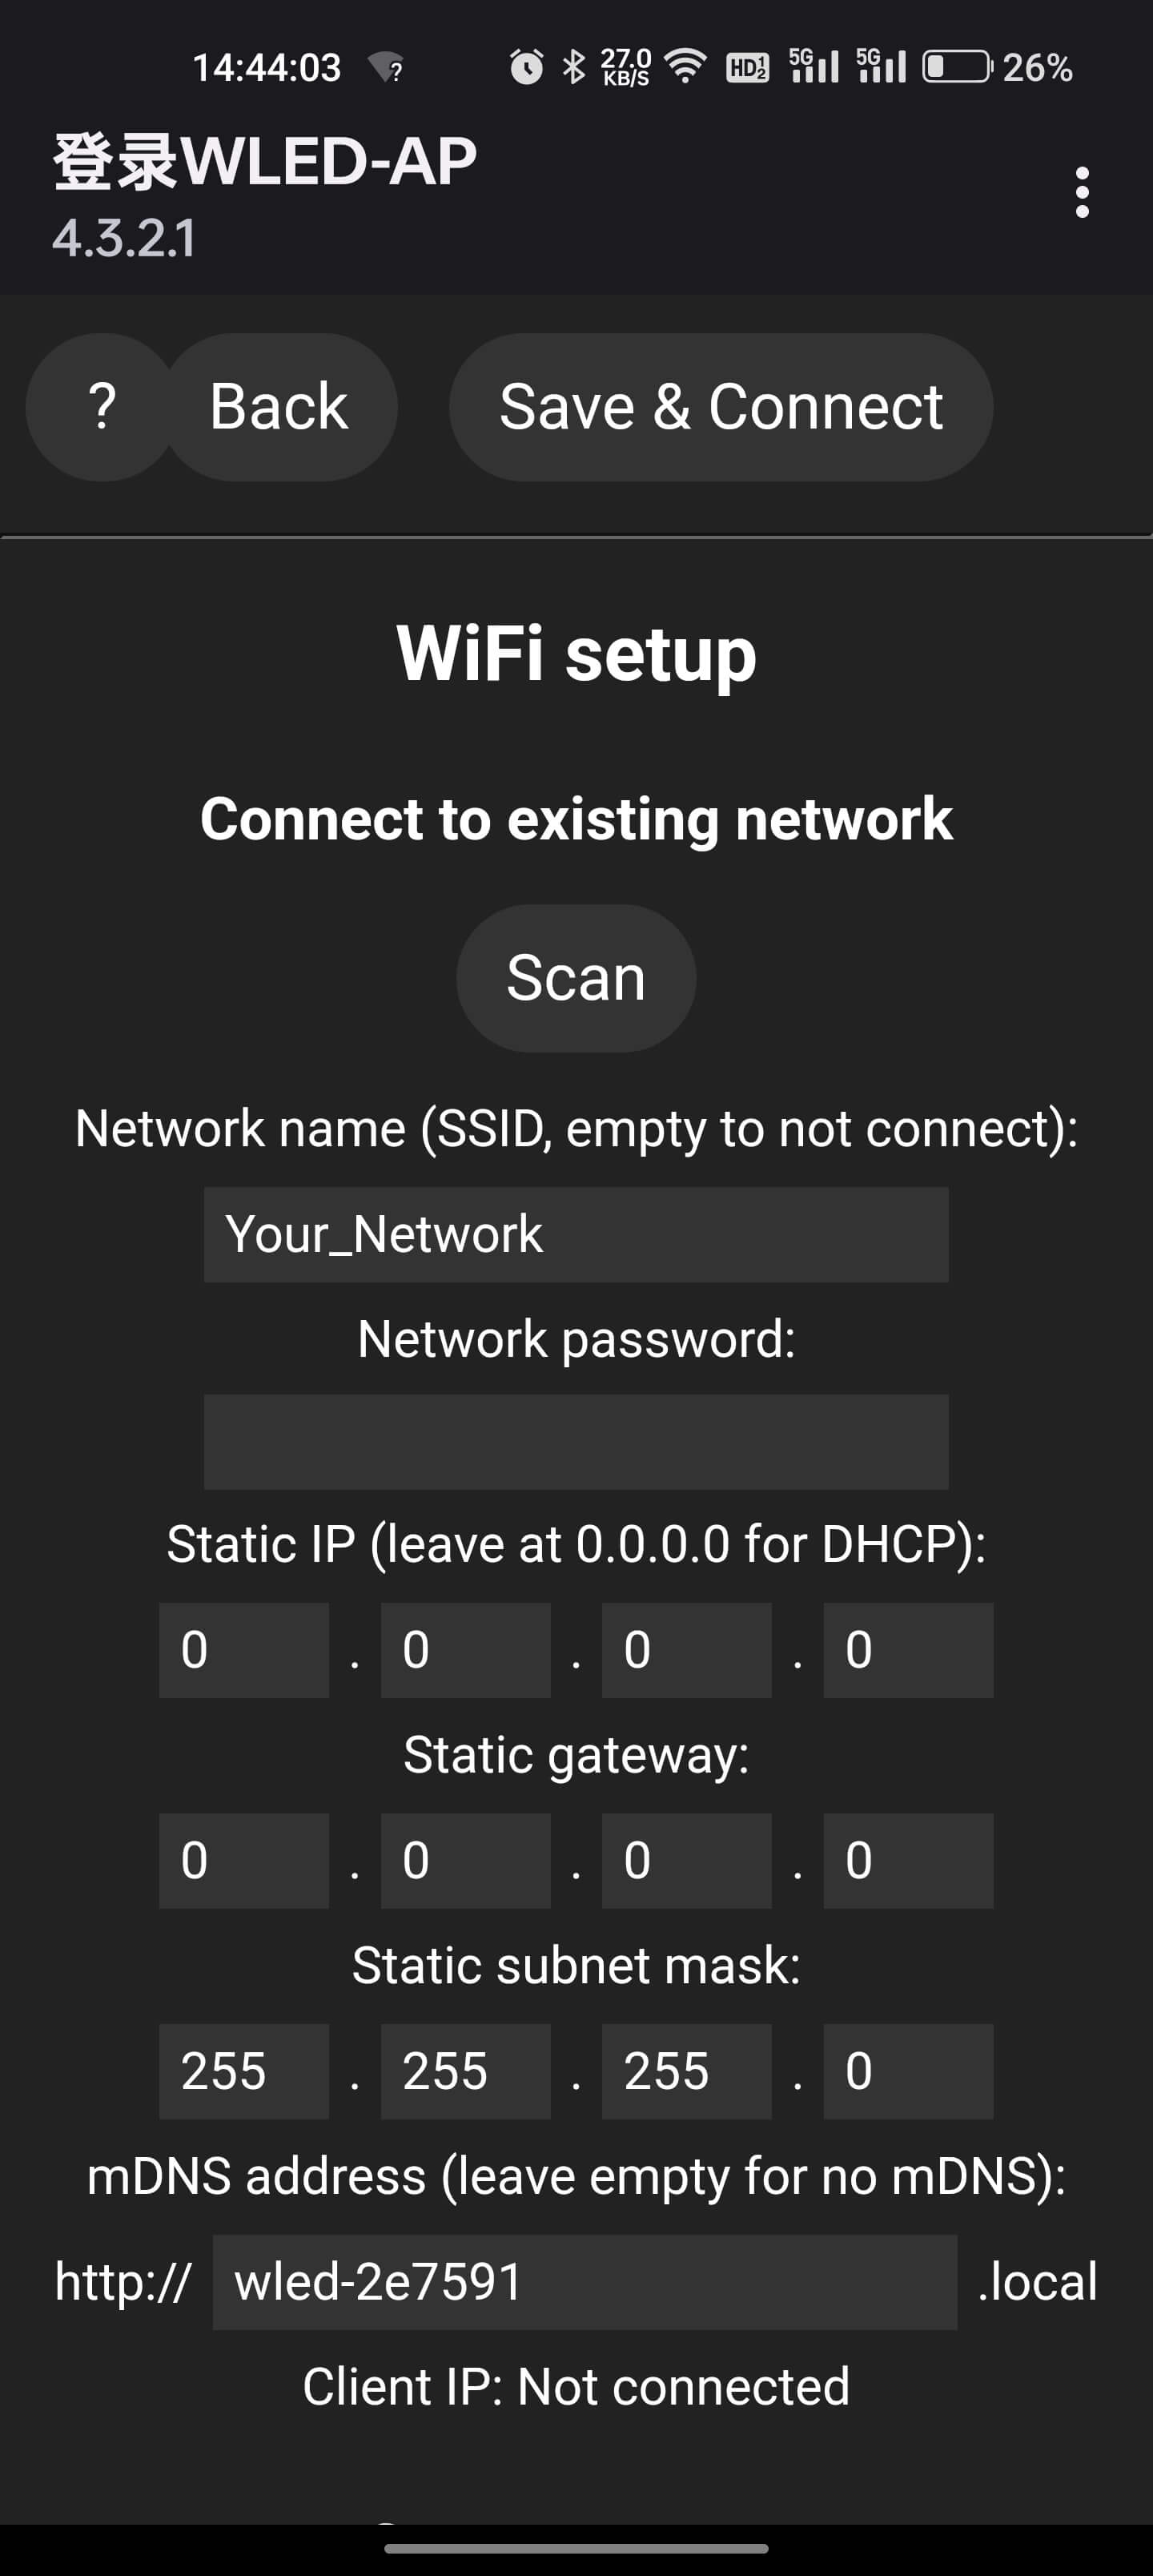 14:44:03 ? 27.0 KB/S HD 1 2 5G 5G 26%
登录WLED-AP
4.3.2.1
? Back Save & Connect
WiFi setup
Connect to existing network
Scan
Network name (SSID, empty to not connect):
Your_Network
Network password:
Static IP (leave at 0.0.0.0 for DHCP):
0 . 0 . 0 . 0
Static gateway:
0 . 0 . 0 . 0
Static subnet mask:
255 . 255 . 255 . 0
mDNS address (leave empty for no mDNS):
http:// wled-2e7591 .local
Client IP: Not connected